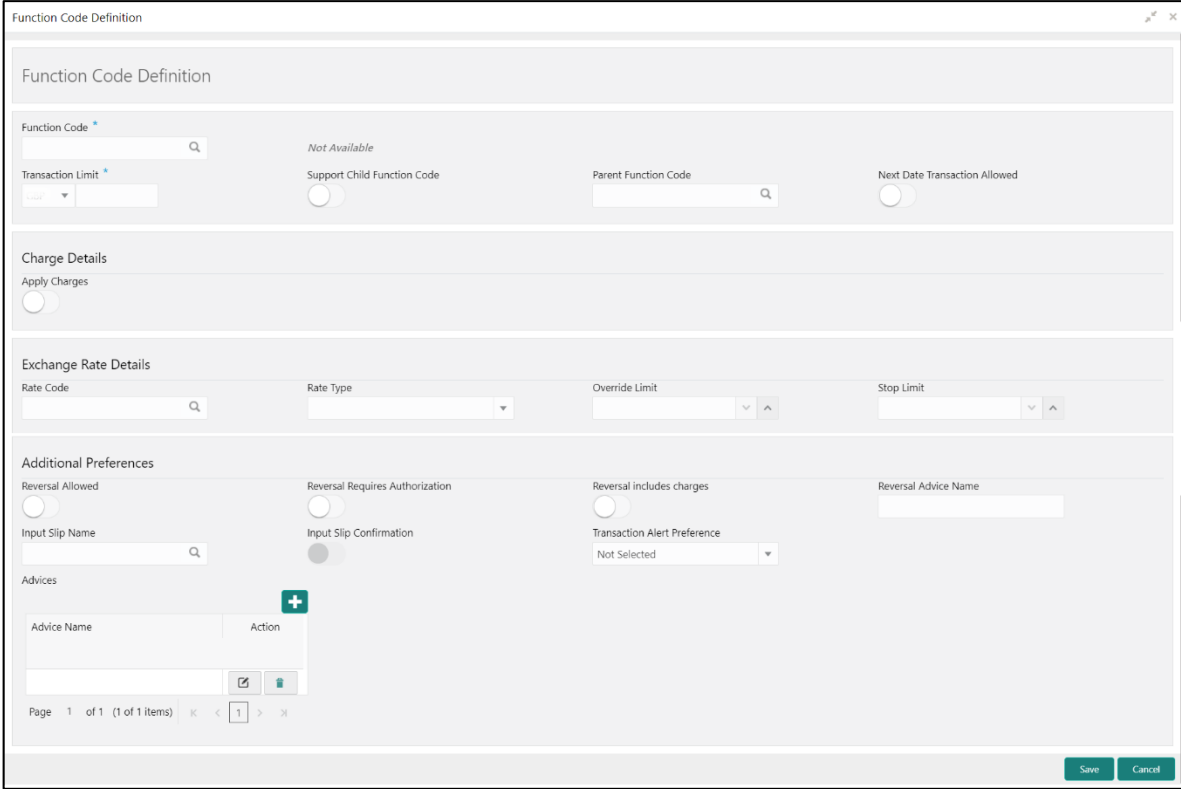 Function Code Definition
Function Code Definition
Function Code *
Not Available
Transaction Limit * Support Child Function Code Parent Function Code Next Date Transaction Allowed
Charge Details
Apply Charges
Exchange Rate Details
Rate Code Rate Type Override Limit Stop Limit
Additional Preferences
Reversal Allowed Reversal Requires Authorization Reversal includes charges Reversal Advice Name
Input Slip Name Input Slip Confirmation Transaction Alert Preference
Not Selected
Advices
Advice Name Action
Page 1 of 1 (1 of 1 items) 1
Save Cancel